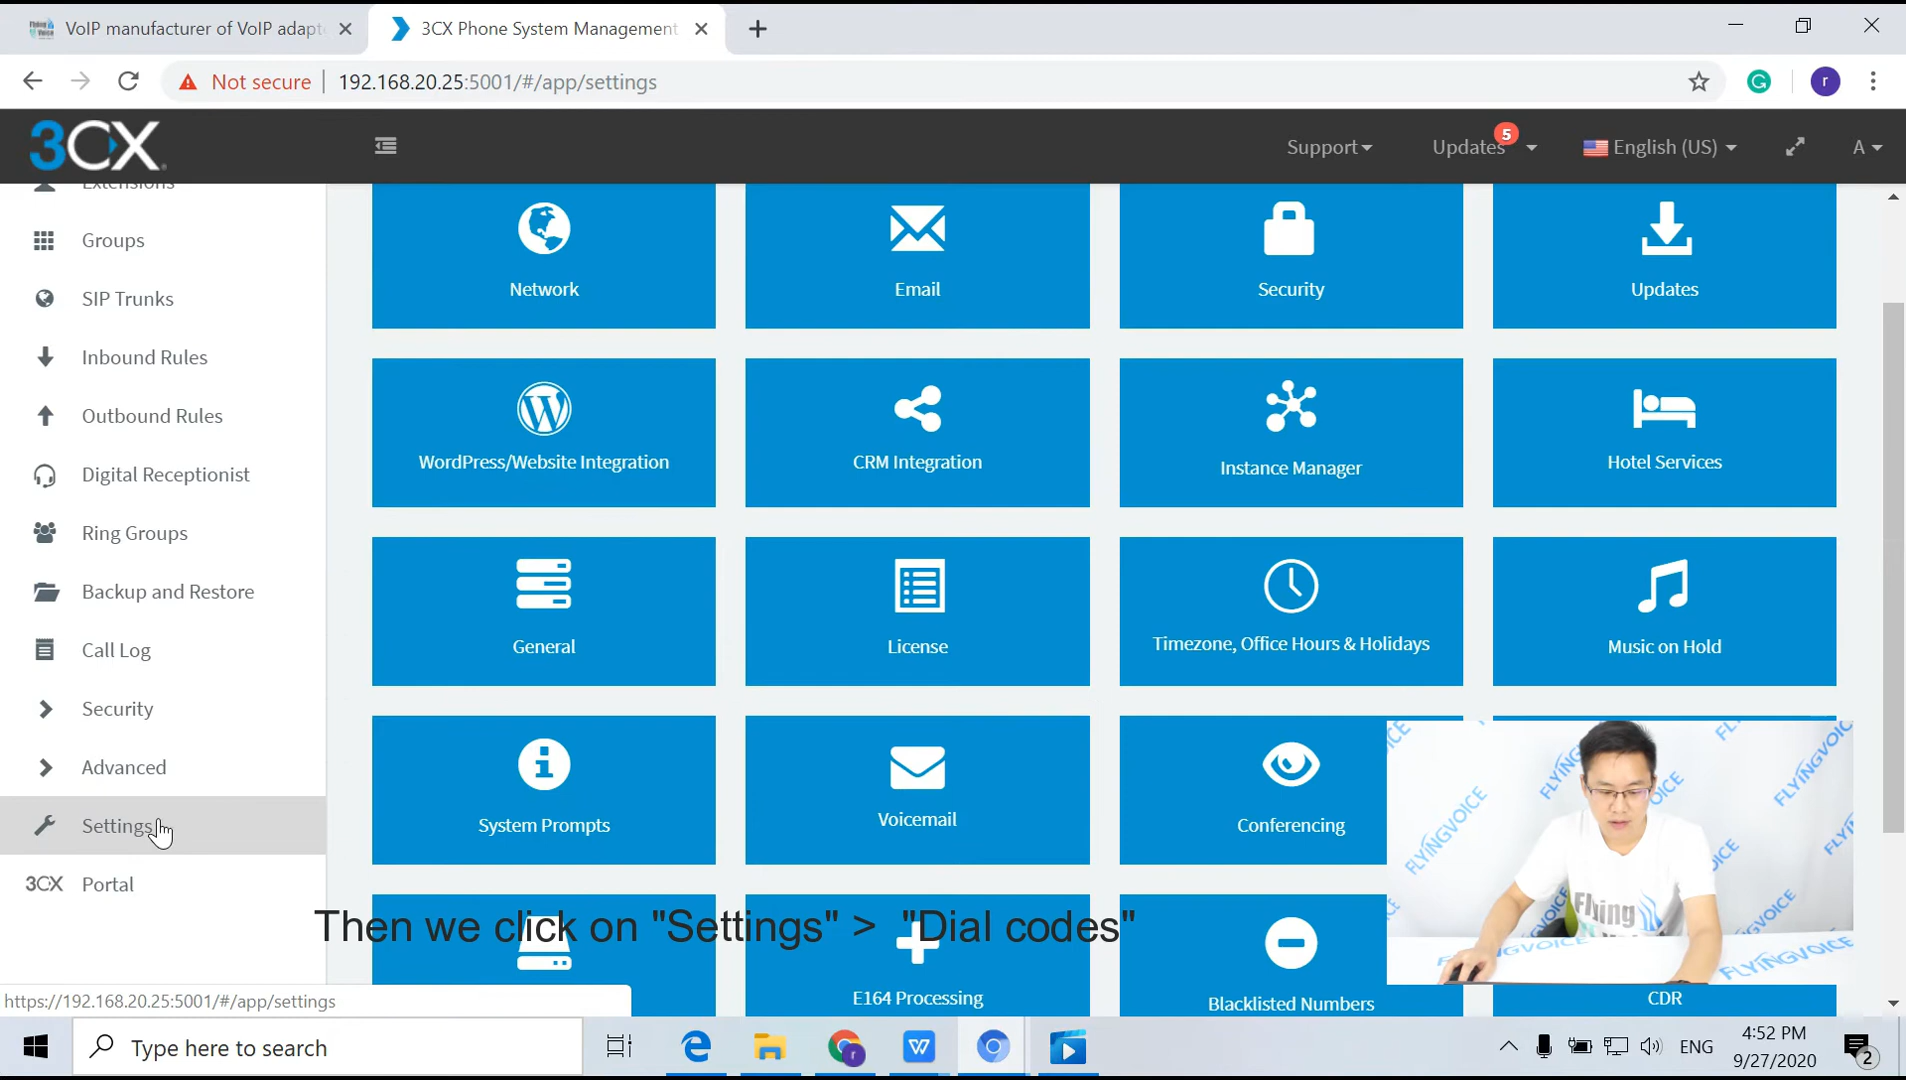 VoIP manufacturer of VoIP adapt
3CX Phone System Management
Not secure
192.168.20.25:5001/#/app/settings
r
3CX
Support
Updates
5
English (US)
A
Extensions
Groups
SIP Trunks
Inbound Rules
Outbound Rules
Digital Receptionist
Ring Groups
Backup and Restore
Call Log
Security
Advanced
Settings
3CX Portal
Network
Email
Security
Updates
WordPress/Website Integration
CRM Integration
Instance Manager
Hotel Services
General
License
Timezone, Office Hours & Holidays
Music on Hold
System Prompts
Voicemail
Conferencing
FLYINGVOICE
FLYINGVOICE
FLYINGVOICE
FLYINGVOICE
Flying
Then we click on "Settings" > "Dial codes"
E164 Processing
Blacklisted Numbers
CDR
https://192.168.20.25:5001/#/app/settings
Type here to search
ENG
4:52 PM
9/27/2020
2